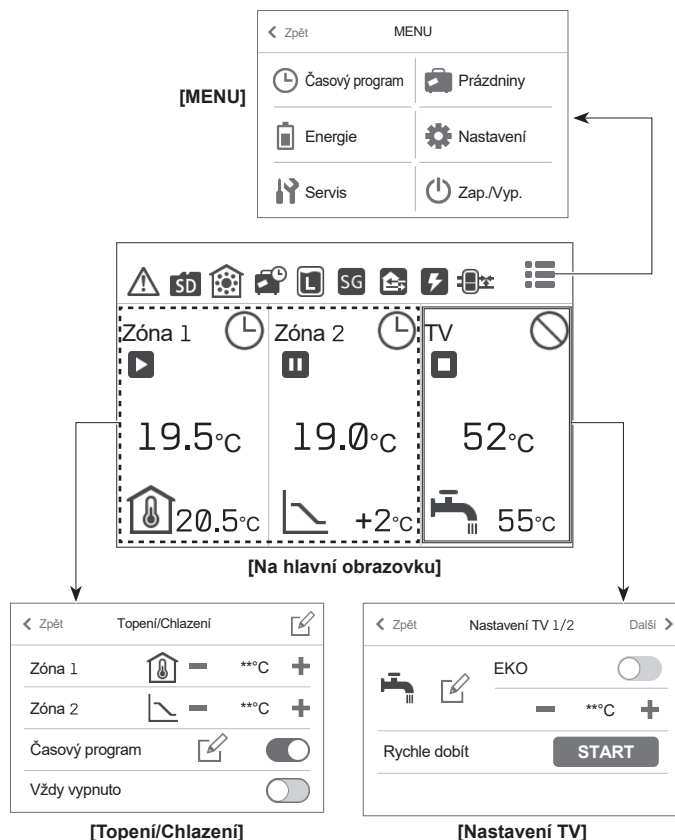 Zpět MENU
Časový program Prázdniny
[MENU]
Energie Nastavení
Servis Zap./Vyp.
SD L SG
Zóna 1 Zóna 2 TV
19.5°C 19.0°C 52°C
20.5°C +2°C 55°C
[Na hlavní obrazovku]
Zpět Topení/Chlazení
Zóna 1 **°C
Zóna 2 **°C
Časový program
Vždy vypnuto
[Topení/Chlazení]
Zpět Nastavení TV 1/2 Další
EKO
**°C
Rychle dobít START
[Nastavení TV]